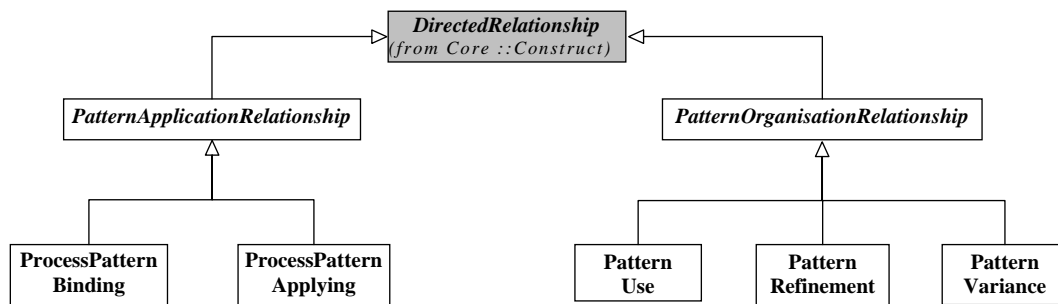 DirectedRelationship
(from Core ::Construct)
PatternApplicationRelationship
PatternOrganisationRelationship
ProcessPattern
Binding
ProcessPattern
Applying
Pattern
Use
Pattern
Refinement
Pattern
Variance